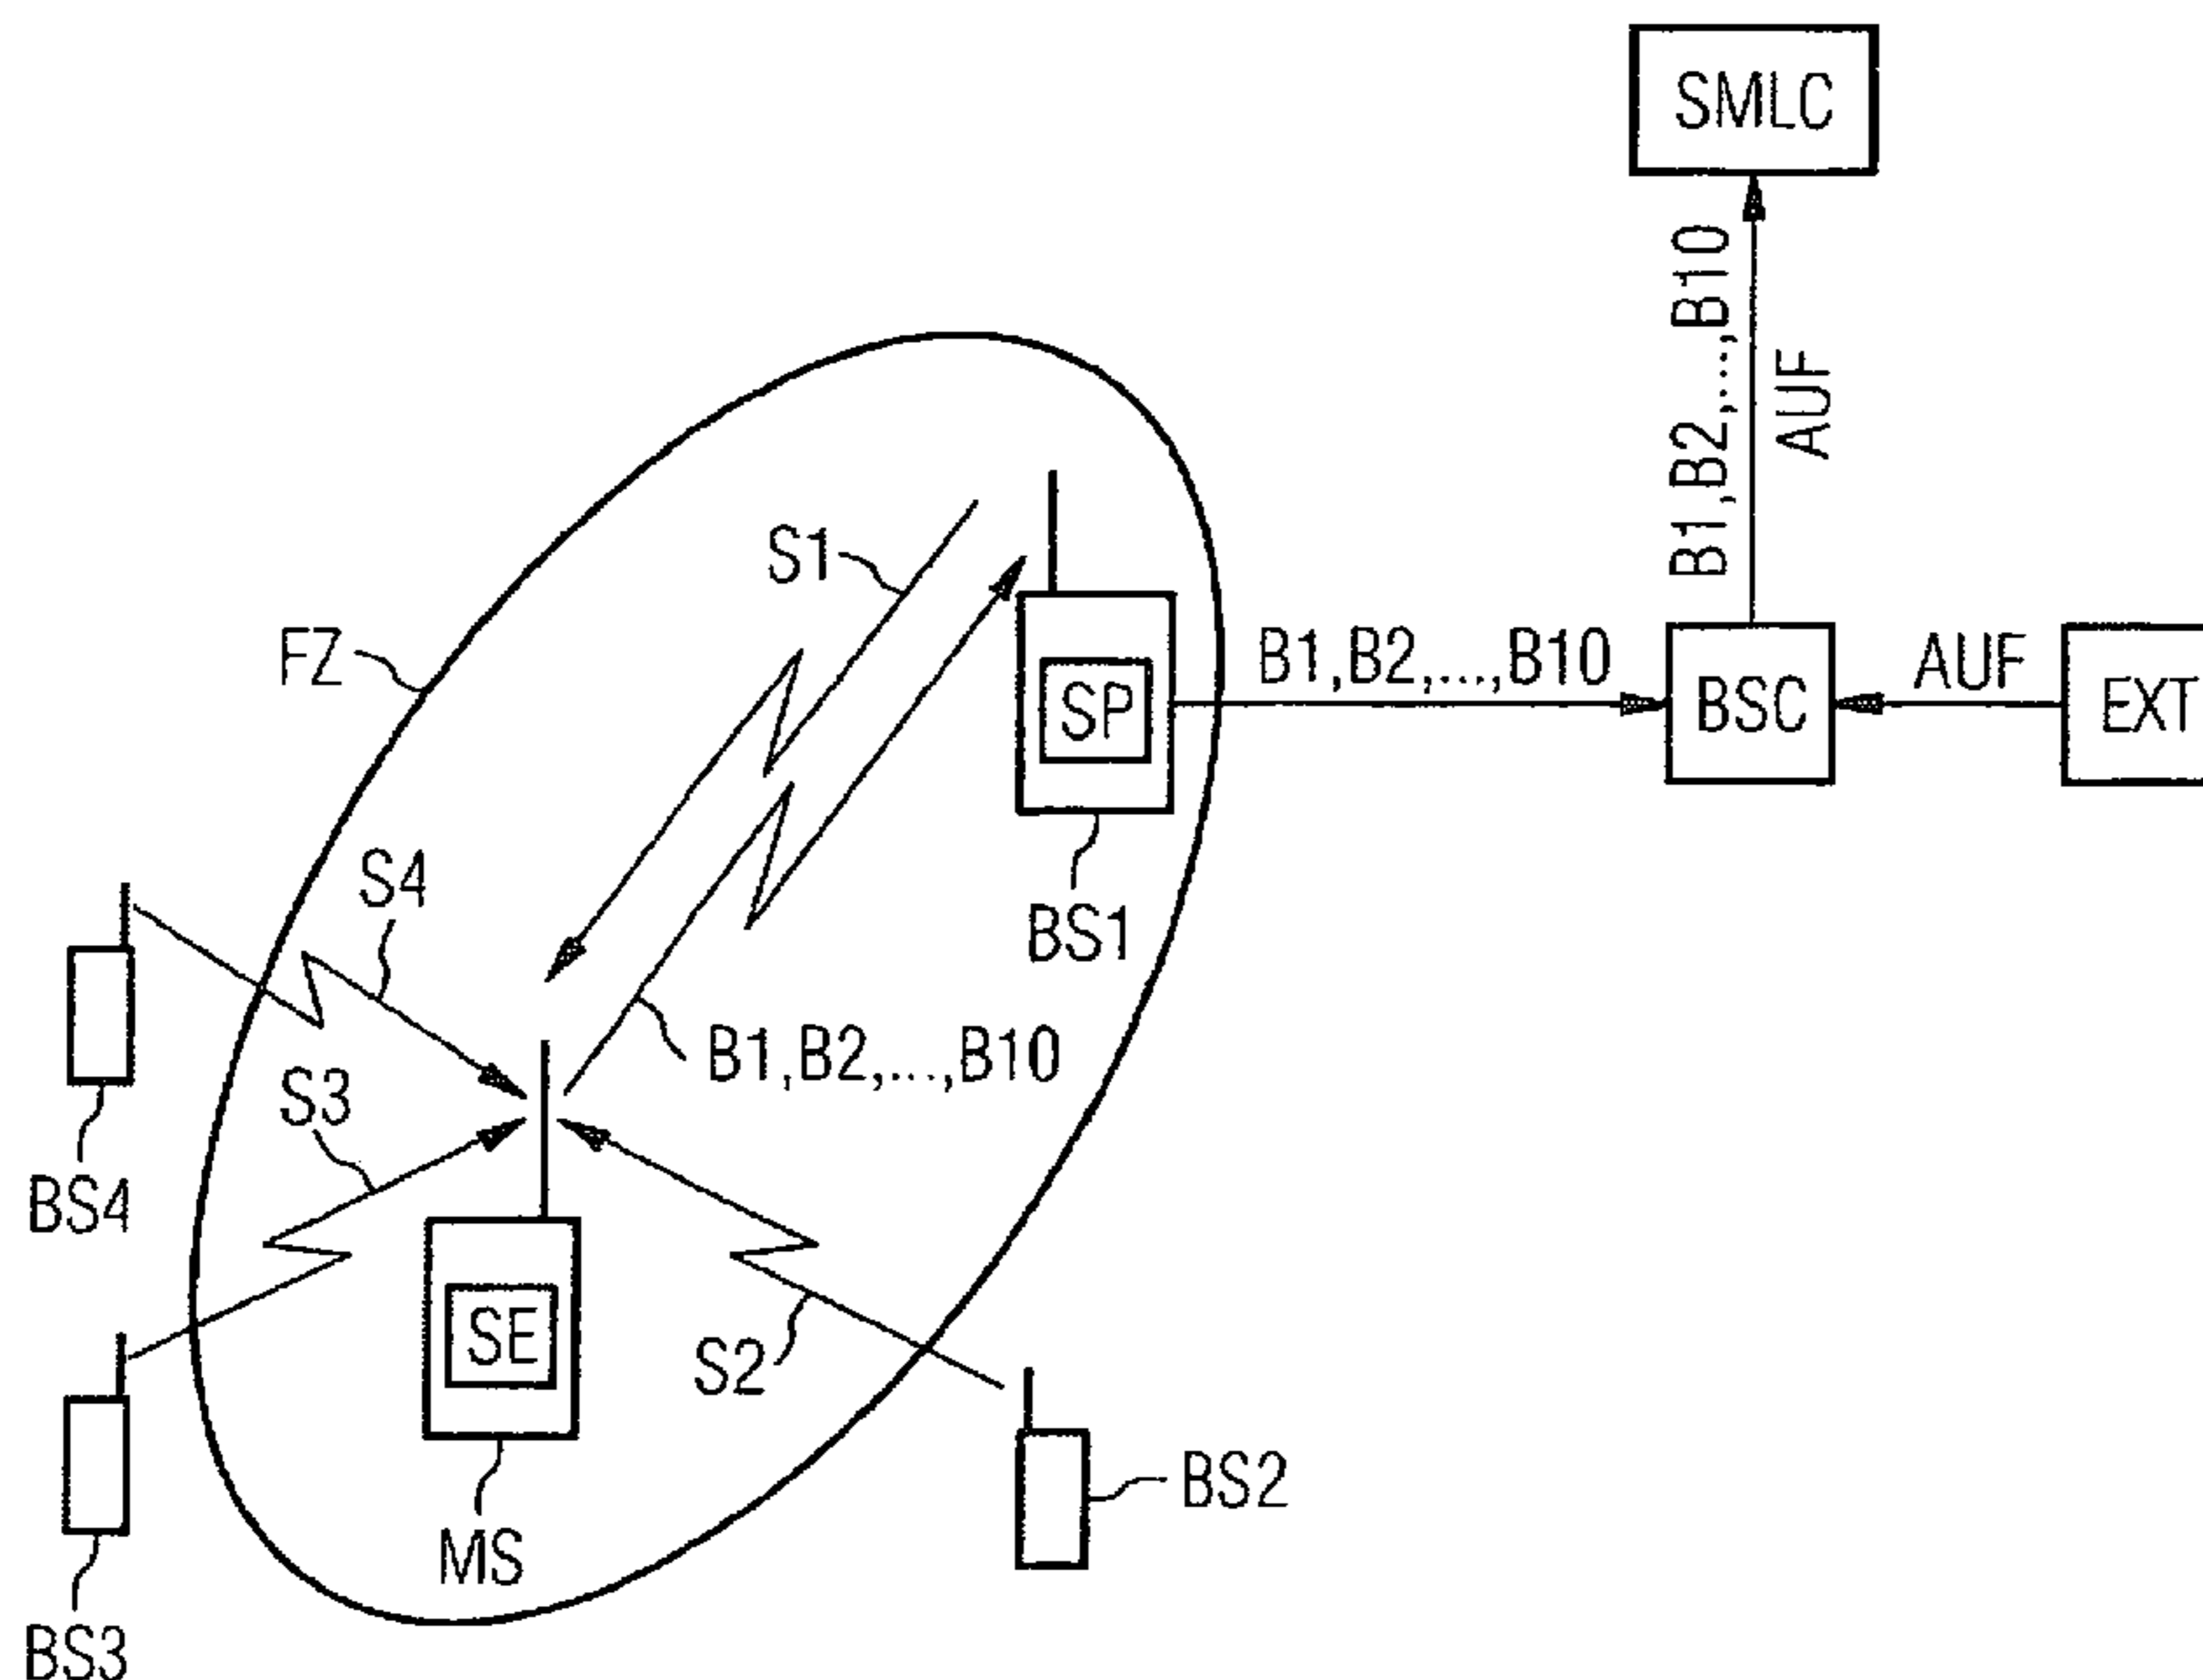 SMLC
B1,B2,...,B10
AUF
S1
FZ
SP
B1,B2,...,B10
BSC
AUF
EXT
S4
BS1
B1,B2,...,B10
S3
BS4
SE
S2
BS2
MS
BS3